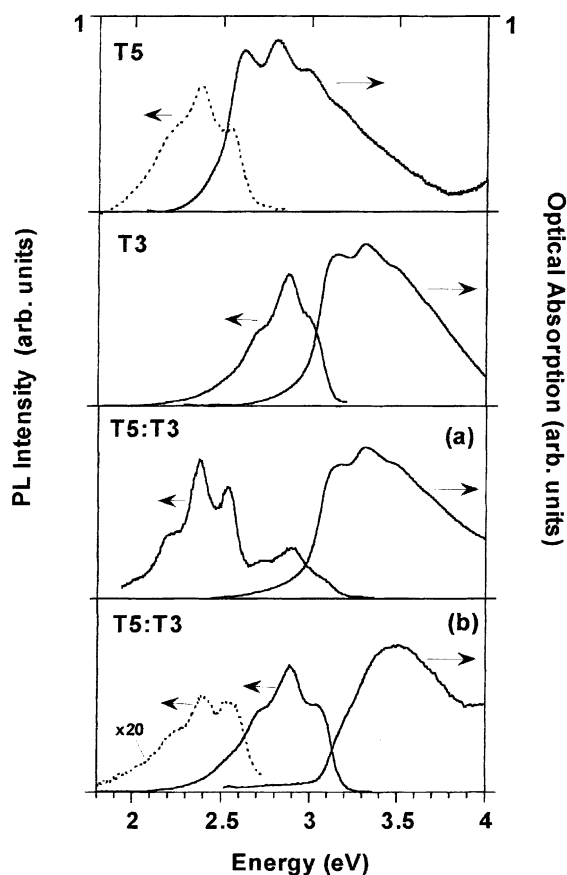 1
1
T5
T3
T5:T3
(a)
T5:T3
(b)
x20
PL Intensity (arb. units)
Optical Absorption (arb. units)
2
2.5
3
3.5
4
Energy (eV)